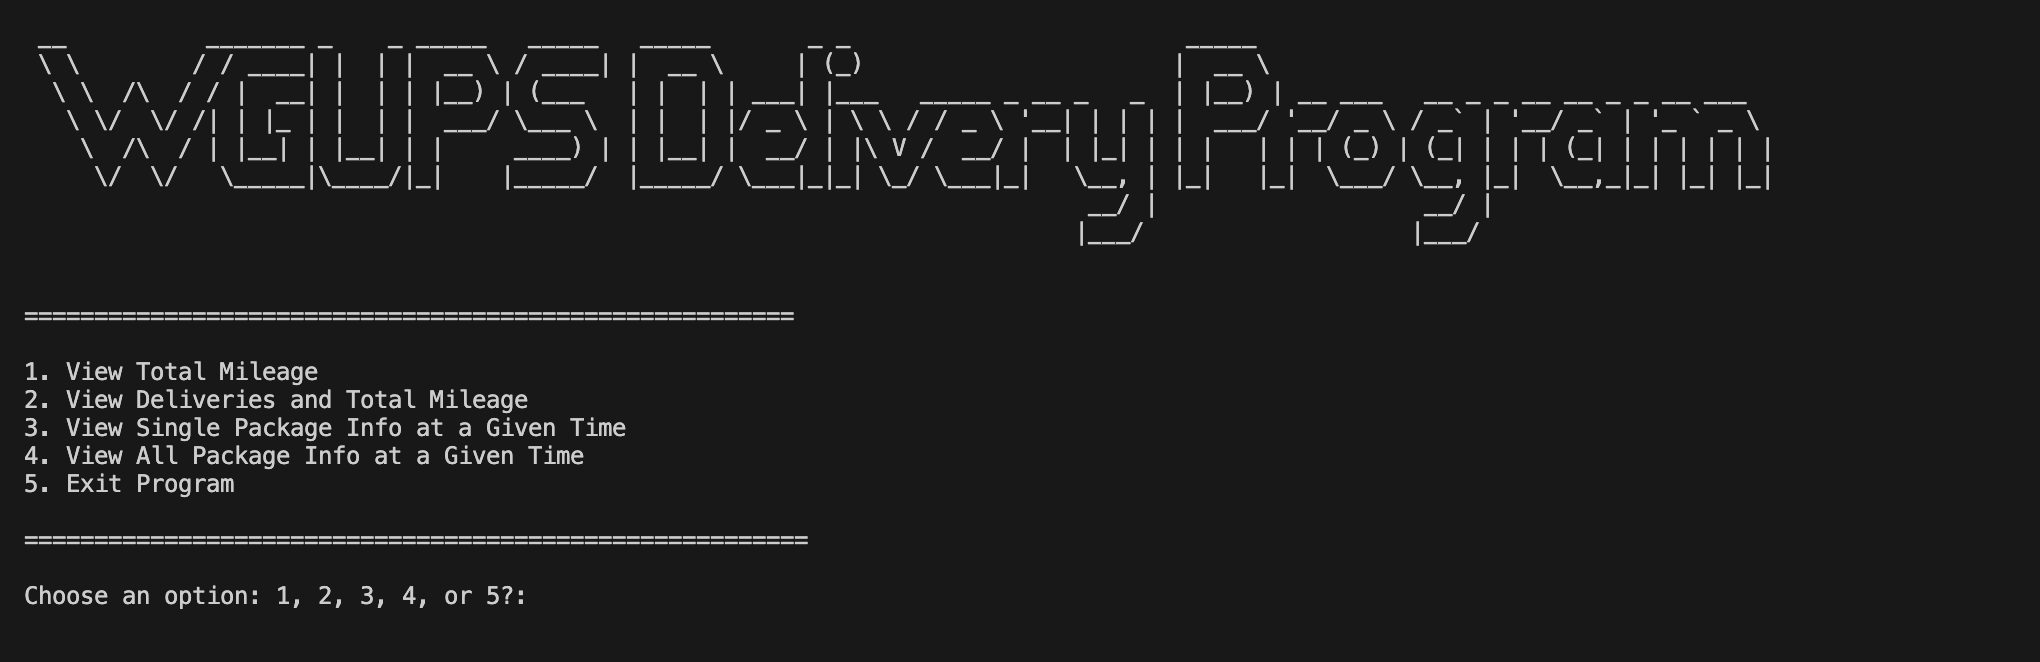 WGUPS Delivery Program
=======================================================
1. View Total Mileage
2. View Deliveries and Total Mileage
3. View Single Package Info at a Given Time
4. View All Package Info at a Given Time
5. Exit Program
========================================================
Choose an option: 1, 2, 3, 4, or 5?: